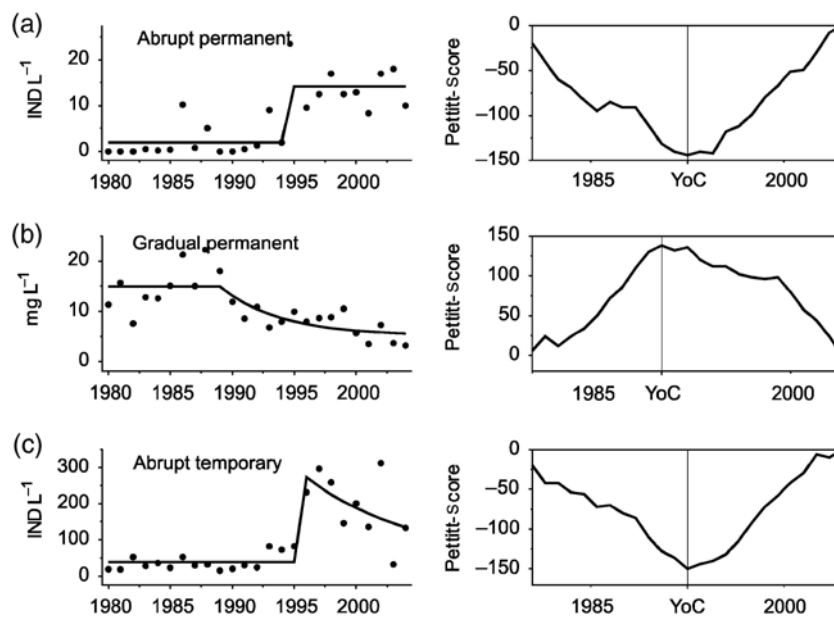 (a)
Abrupt permanent
IND L⁻¹
20
10
0
1980 1985 1990 1995 2000
Pettitt-score
0
−50
−100
−150
1985 YoC 2000
(b)
Gradual permanent
mg L⁻¹
20
10
0
1980 1985 1990 1995 2000
Pettitt-score
150
100
50
0
1985 YoC 2000
(c)
Abrupt temporary
IND L⁻¹
300
200
100
0
1980 1985 1990 1995 2000
Pettitt-score
0
−50
−100
−150
1985 YoC 2000